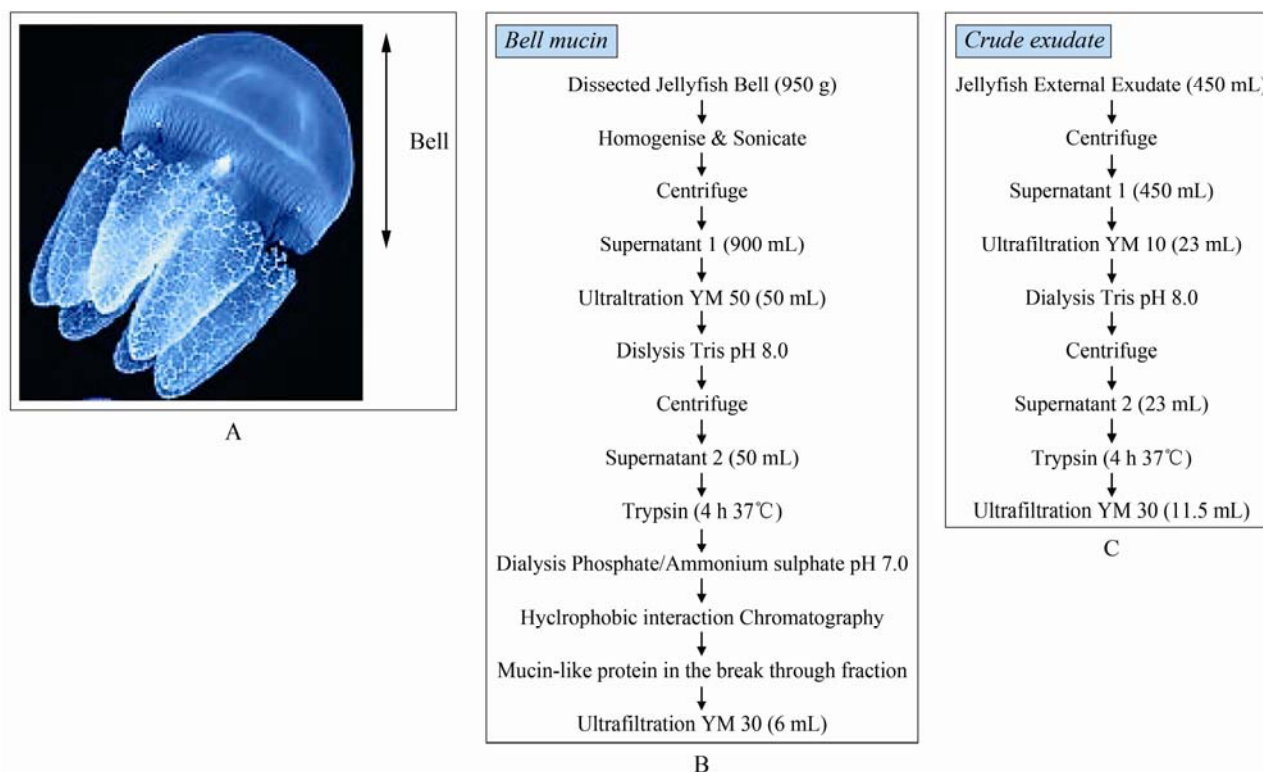 Bell
A
Bell mucin
Dissected Jellyfish Bell (950 g)
Homogenise & Sonicate
Centrifuge
Supernatant 1 (900 mL)
Ultraltration YM 50 (50 mL)
Dislysis Tris pH 8.0
Centrifuge
Supernatant 2 (50 mL)
Trypsin (4 h 37℃)
Dialysis Phosphate/Ammonium sulphate pH 7.0
Hyclrophobic interaction Chromatography
Mucin-like protein in the break through fraction
Ultrafiltration YM 30 (6 mL)
B
Crude exudate
Jellyfish External Exudate (450 mL)
Centrifuge
Supernatant 1 (450 mL)
Ultrafiltration YM 10 (23 mL)
Dialysis Tris pH 8.0
Centrifuge
Supernatant 2 (23 mL)
Trypsin (4 h 37℃)
Ultrafiltration YM 30 (11.5 mL)
C